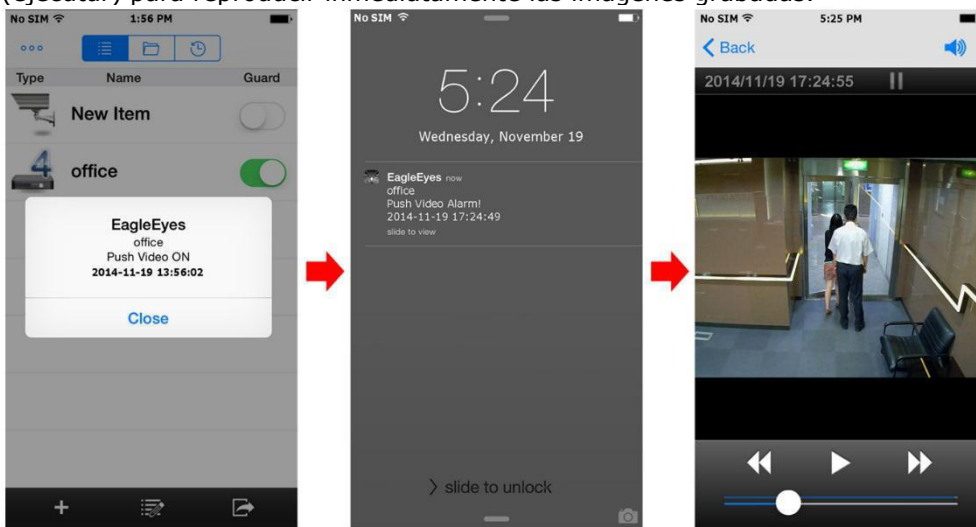 (ejecutar) para reproducir inmediatamente las imágenes grabadas.
No SIM 1:56 PM
Type Name Guard
New Item
4 office
EagleEyes
office
Push Video ON
2014-11-19 13:56:02
Close
No SIM
5:24
Wednesday, November 19
EagleEyes now
office
Push Video Alarm!
2014-11-19 17:24:49
slide to view
> slide to unlock
No SIM 5:25 PM
Back
2014/11/19 17:24:55